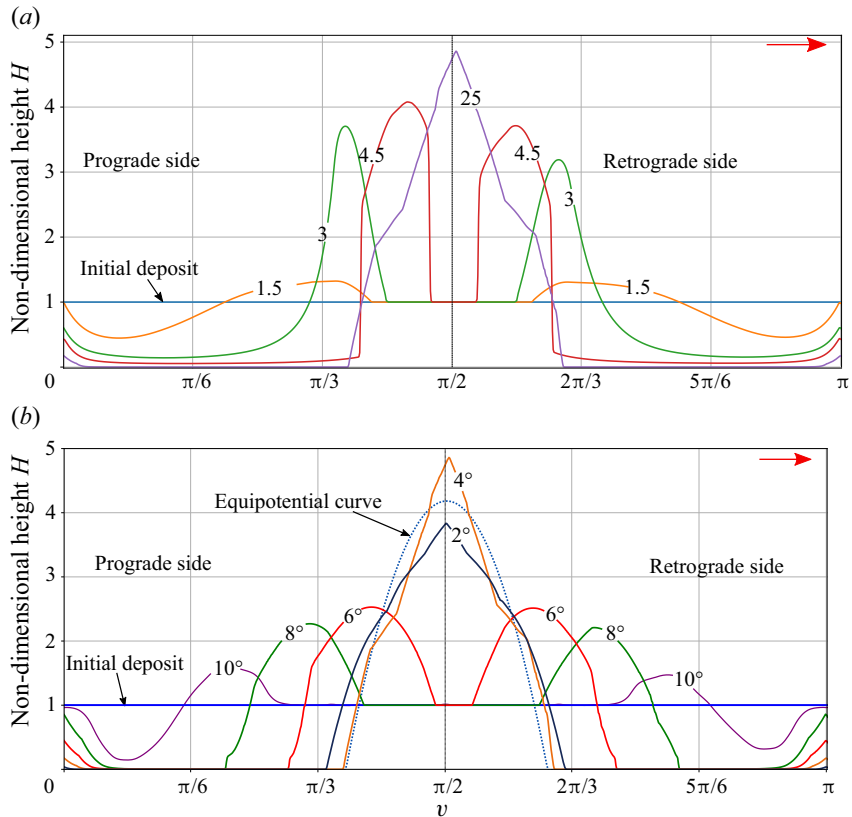 (a)
5
4
3
2
1
0
Non-dimensional height H
Prograde side
Retrograde side
Initial deposit
1.5
3
4.5
25
4.5
3
1.5
π/6
π/3
π/2
2π/3
5π/6
π
(b)
5
4
3
2
1
0
Non-dimensional height H
Equipotential curve
Prograde side
Retrograde side
Initial deposit
10°
8°
6°
4°
2°
6°
8°
10°
π/6
π/3
π/2
2π/3
5π/6
π
υ